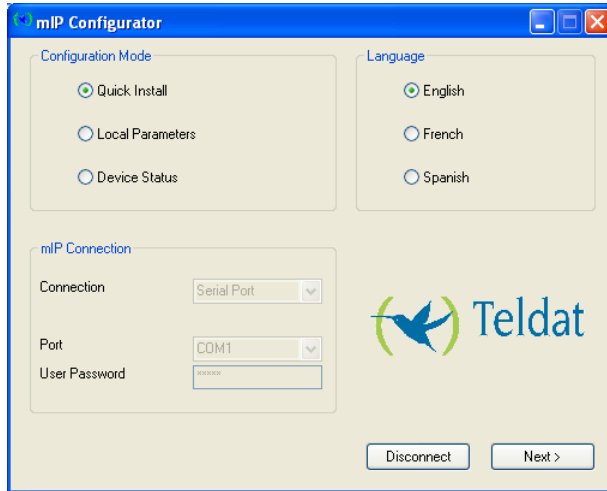 mIP Configurator
Configuration Mode
Quick Install
Local Parameters
Device Status
Language
English
French
Spanish
mIP Connection
Connection
Serial Port
Port
COM1
User Password
*****
Teldat
Disconnect
Next >